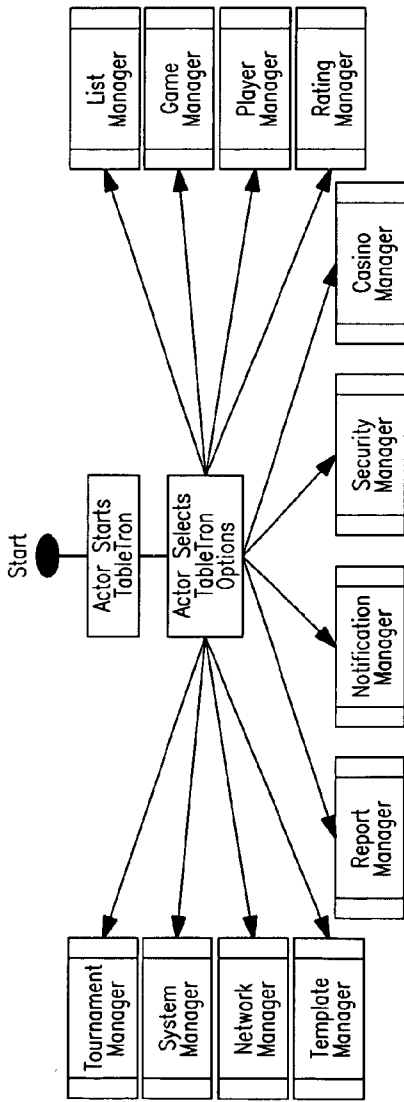 Start
Actor Starts
TableTron
Actor Selects
TableTron
Options
Tournament
Manager
System
Manager
Network
Manager
Template
Manager
List
Manager
Game
Manager
Player
Manager
Rating
Manager
Report
Manager
Notification
Manager
Security
Manager
Casino
Manager